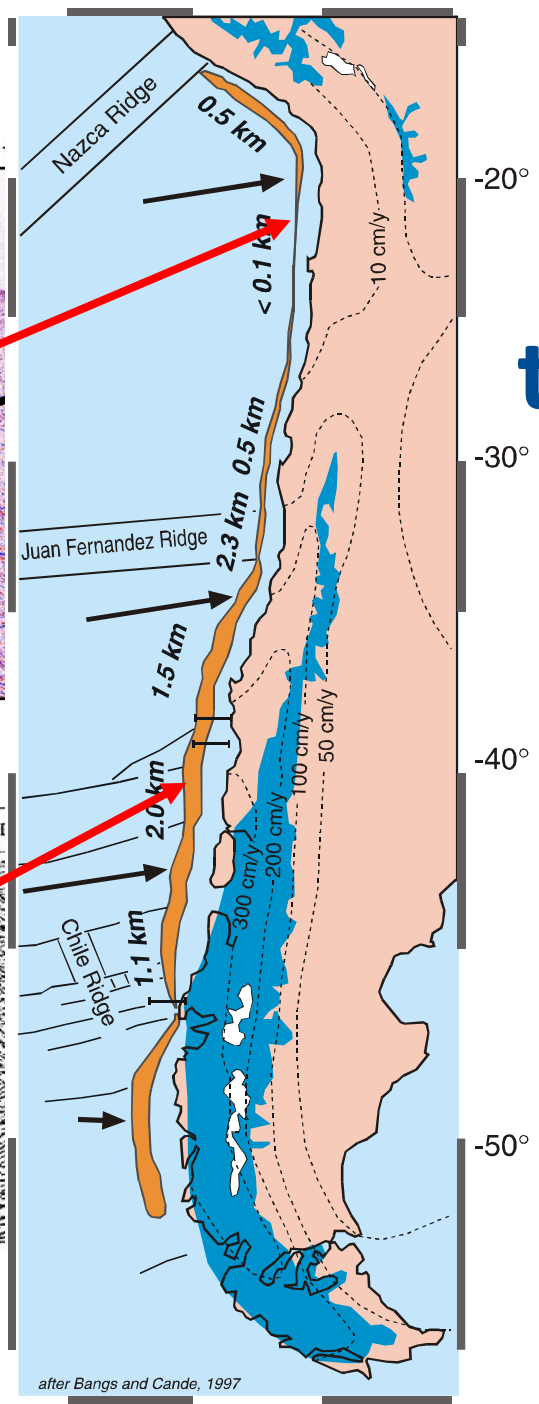 Nazca Ridge
0.5 km
-20°
< 0.1 km
10 cm/y
t
0.5 km
-30°
2.3 km
Juan Fernandez Ridge
1.5 km
50 cm/y
100 cm/y
-40°
2.0 km
200 cm/y
300 cm/y
1.1 km
Chile Ridge
-50°
after Bangs and Cande, 1997